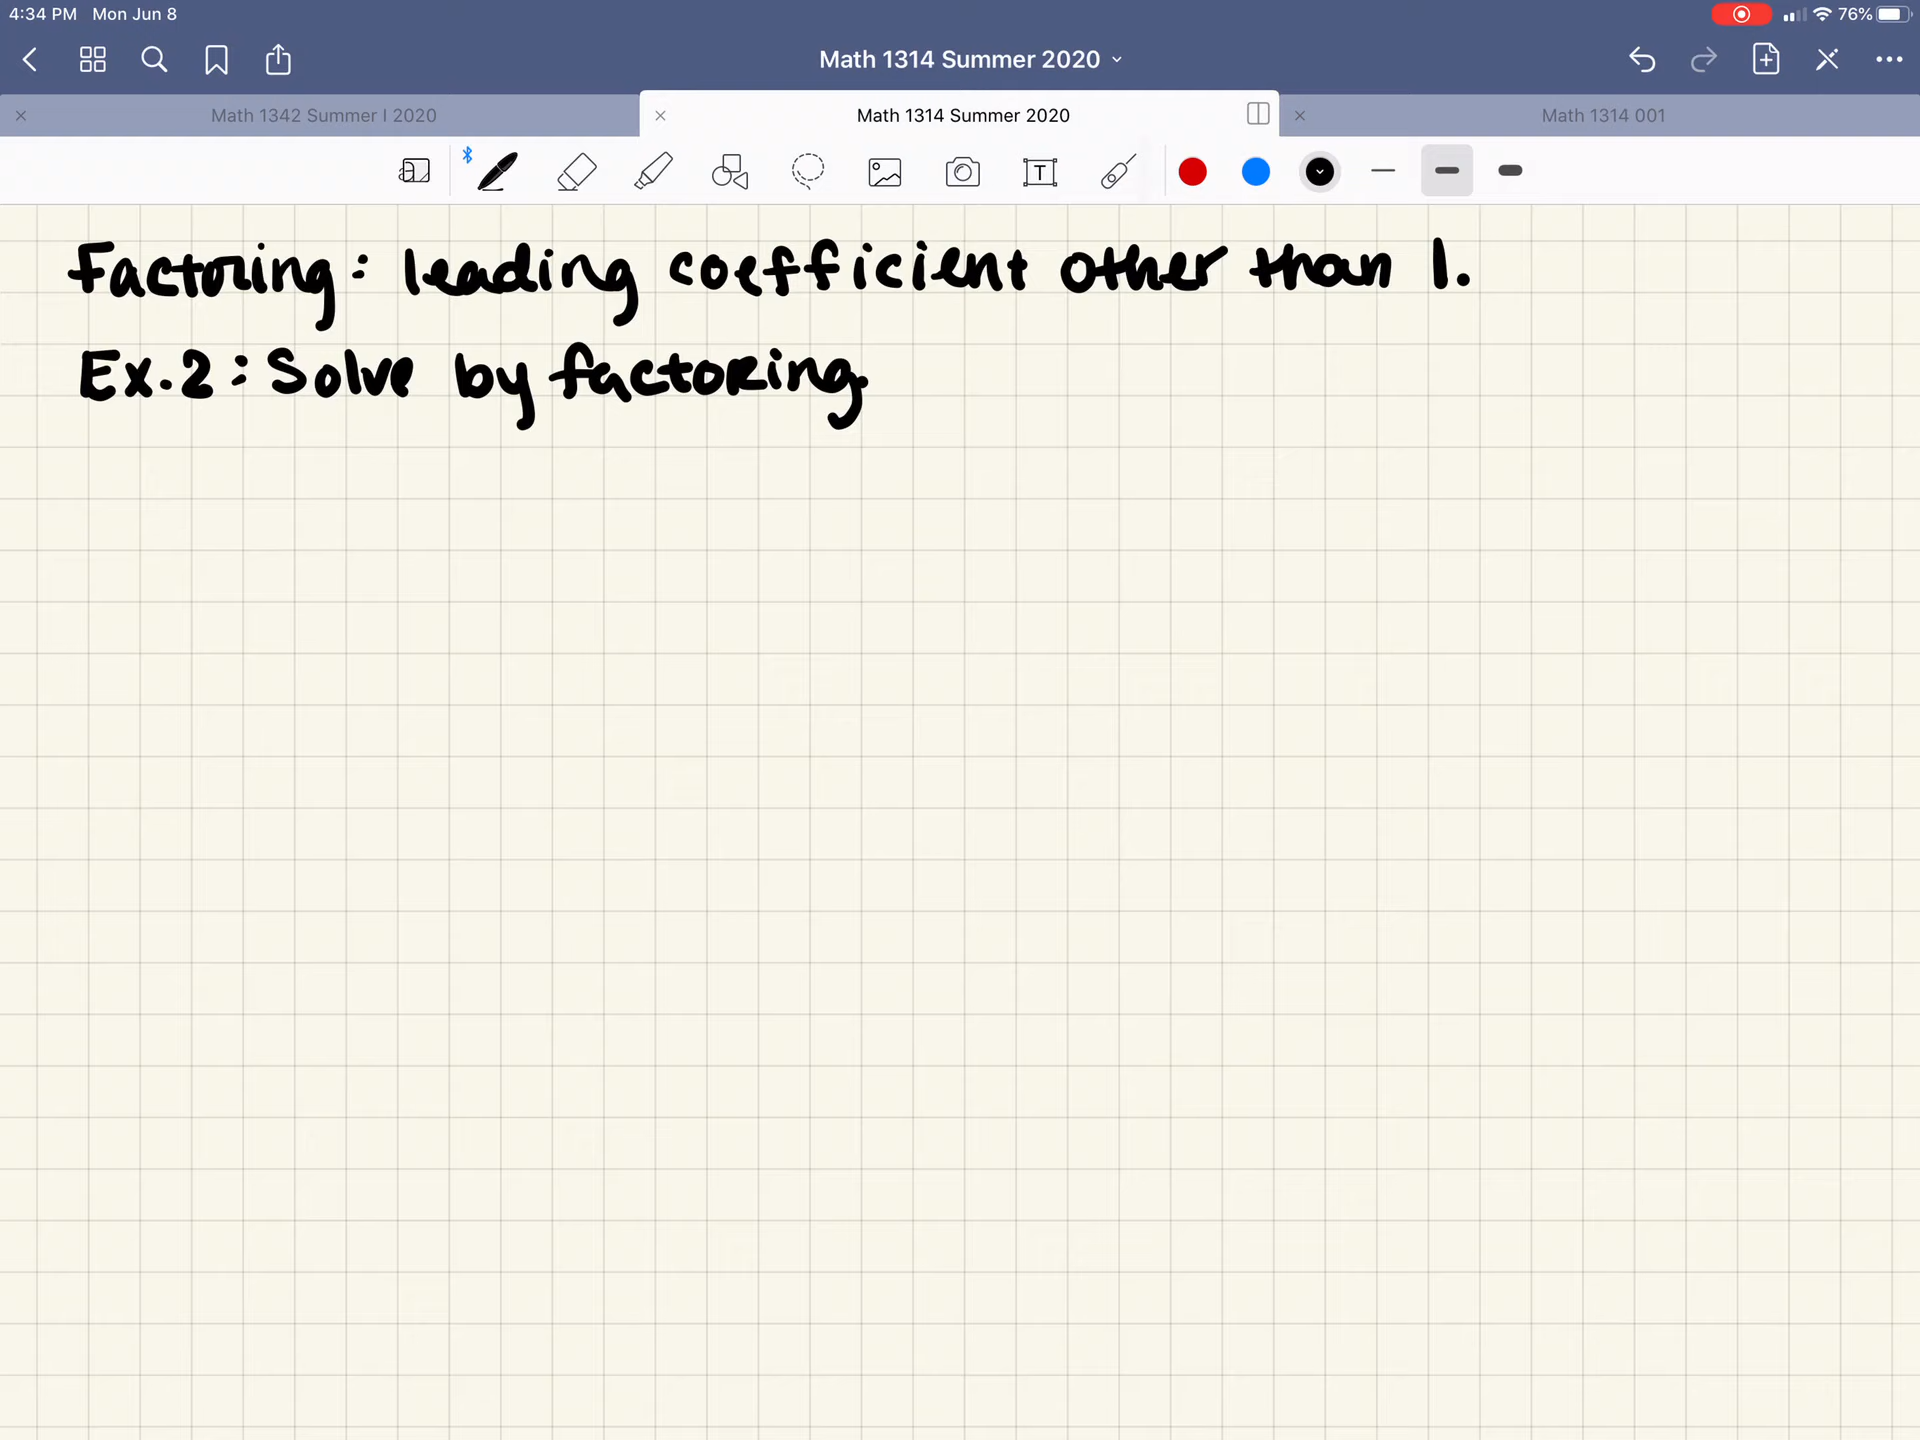 4:34 PM Mon Jun 8 76%
Math 1314 Summer 2020
Math 1342 Summer I 2020 Math 1314 Summer 2020 Math 1314 001
Factoring: leading coefficient other than 1.
Ex.2: Solve by factoring.